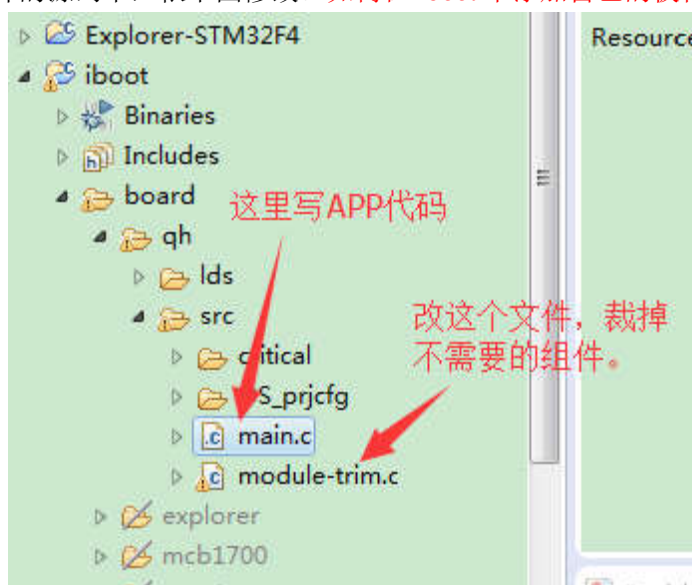 Explorer-STM32F4
Resource
iboot
Binaries
Includes
board
这里写APP代码
qh
lds
src
改这个文件，裁掉
不需要的组件。
S_prjcfg
main.c
module-trim.c
explorer
mcb1700